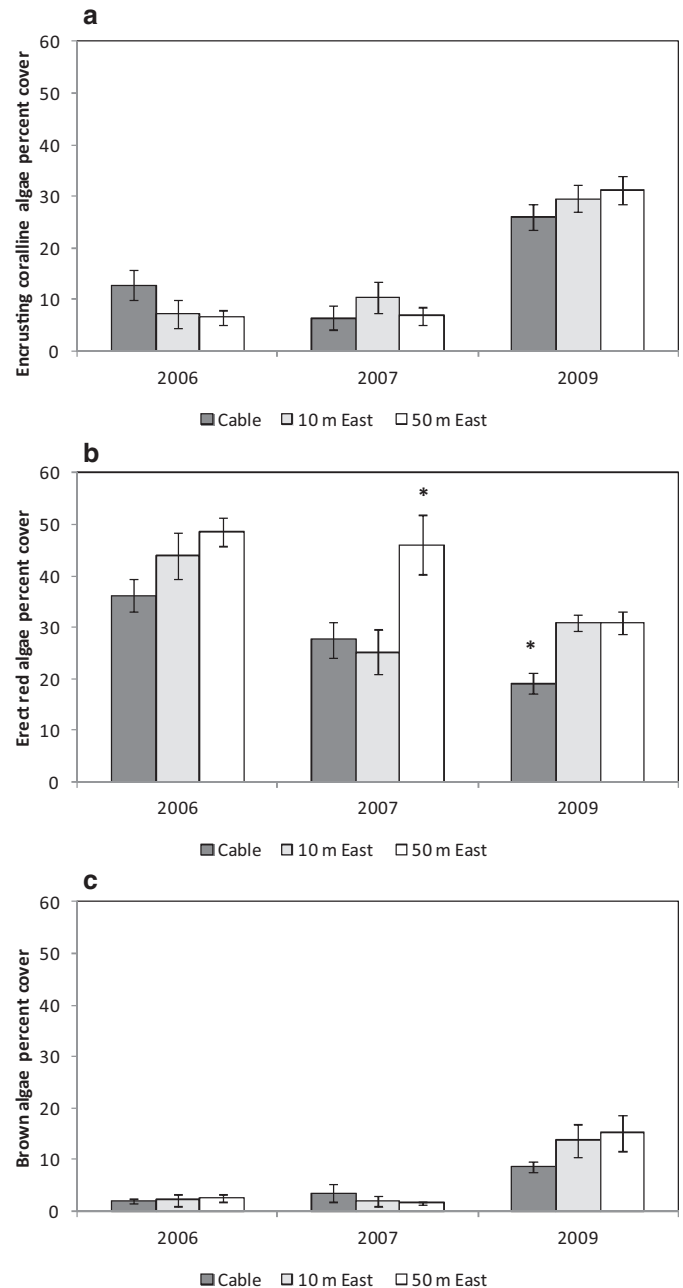 a
Encrusting coralline algae percent cover
60
50
40
30
20
10
0
2006 2007 2009
Cable 10 m East 50 m East
b
Erect red algae percent cover
60
50
40
30
20
10
0
*
*
2006 2007 2009
Cable 10 m East 50 m East
c
Brown algae percent cover
60
50
40
30
20
10
0
2006 2007 2009
Cable 10 m East 50 m East